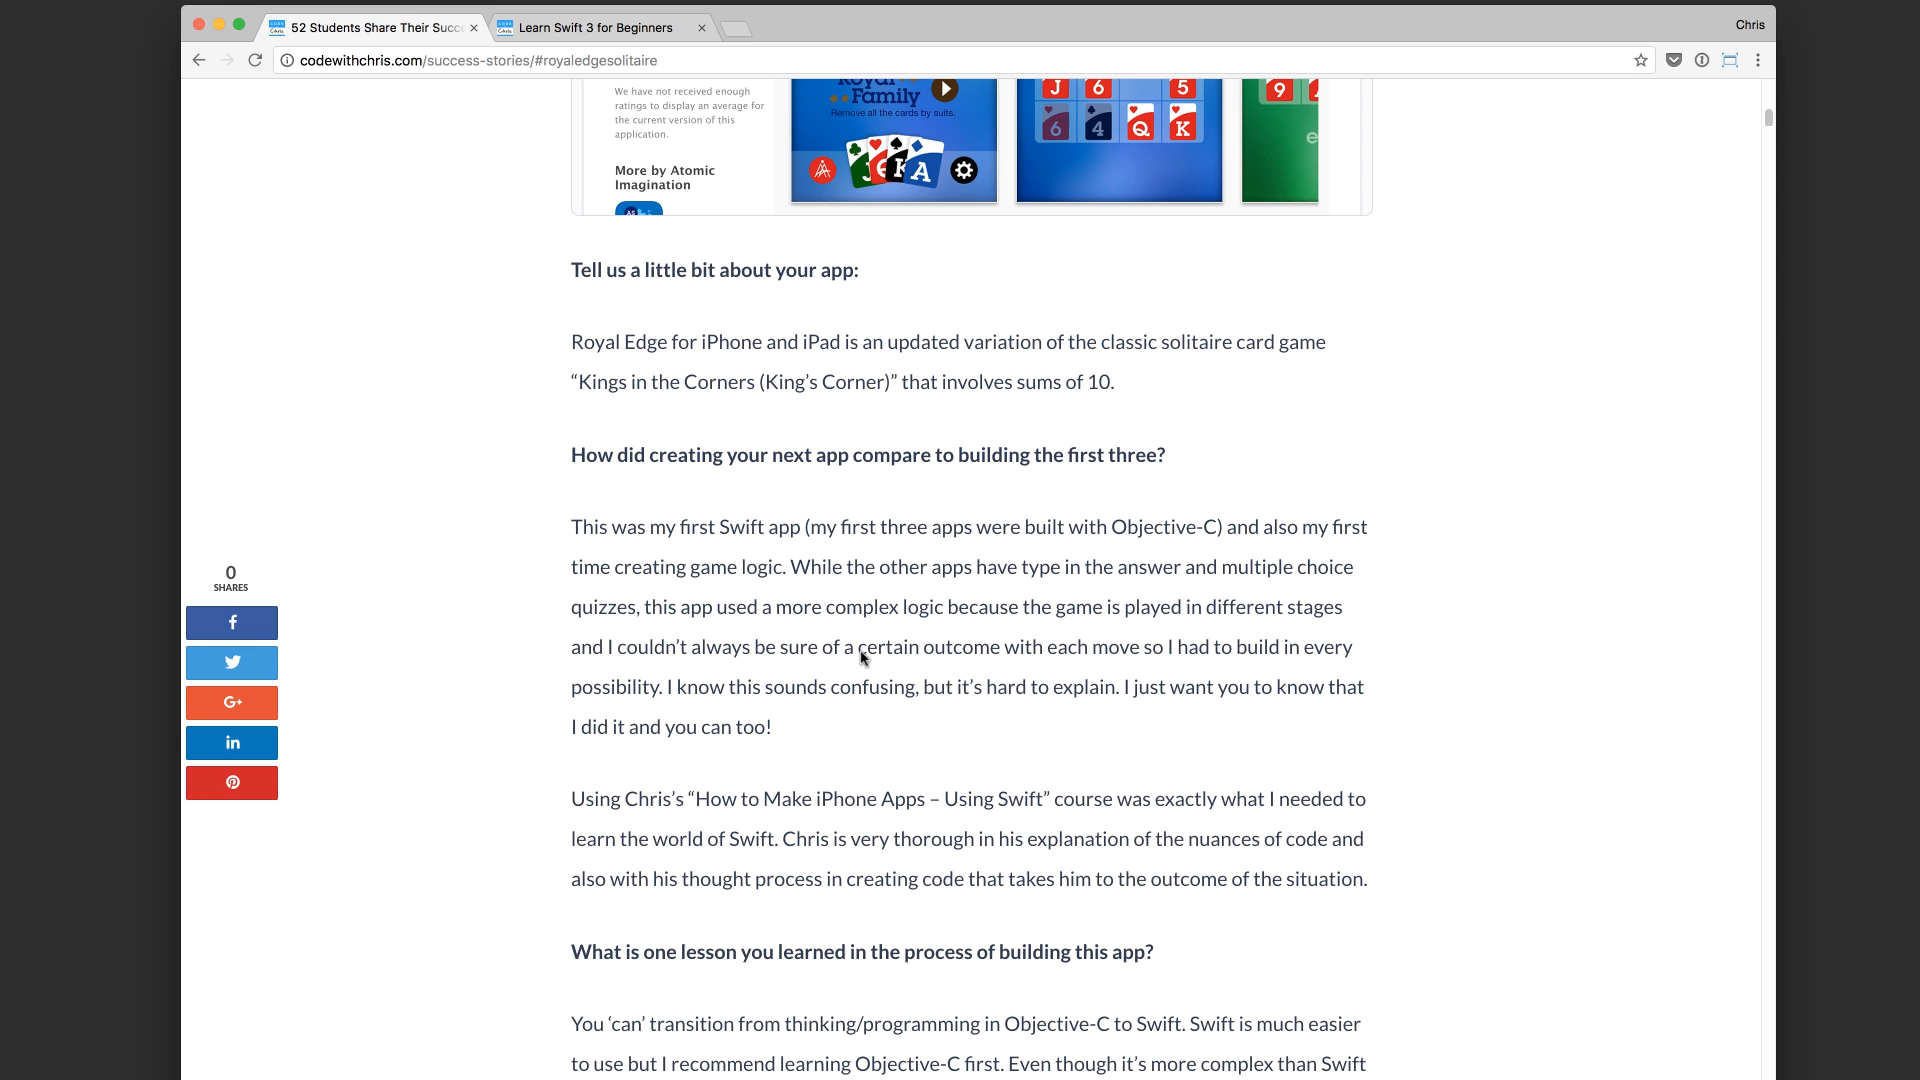 52 Students Share Their Succ
Learn Swift 3 for Beginners
Chris
codewithchris.com/success-stories/#royaledgesolitaire
We have not received enough
ratings to display an average for
the current version of this
application.
More by Atomic
Imagination
Royal
Family
Remove all the cards by suits.
J K A
J 6 5
6 4 Q K
9
e
Tell us a little bit about your app:
Royal Edge for iPhone and iPad is an updated variation of the classic solitaire card game
“Kings in the Corners (King’s Corner)” that involves sums of 10.
How did creating your next app compare to building the first three?
This was my first Swift app (my first three apps were built with Objective-C) and also my first
time creating game logic. While the other apps have type in the answer and multiple choice
quizzes, this app used a more complex logic because the game is played in different stages
and I couldn’t always be sure of a certain outcome with each move so I had to build in every
possibility. I know this sounds confusing, but it’s hard to explain. I just want you to know that
I did it and you can too!
Using Chris’s “How to Make iPhone Apps – Using Swift” course was exactly what I needed to
learn the world of Swift. Chris is very thorough in his explanation of the nuances of code and
also with his thought process in creating code that takes him to the outcome of the situation.
What is one lesson you learned in the process of building this app?
You ‘can’ transition from thinking/programming in Objective-C to Swift. Swift is much easier
to use but I recommend learning Objective-C first. Even though it’s more complex than Swift
0
SHARES
f
G+
in